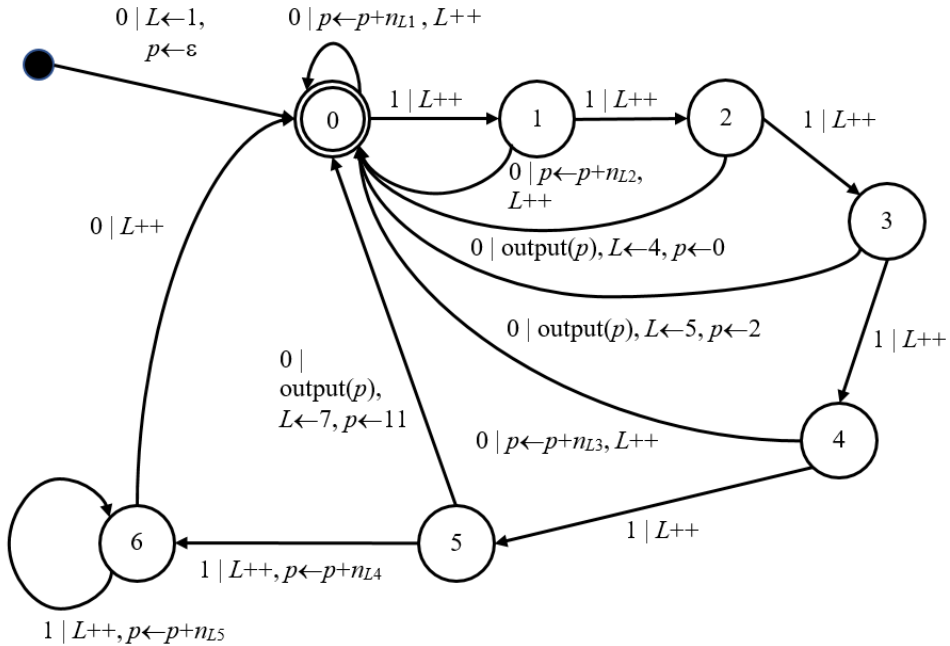 0 | L←1,
p←ε
0 | p←p+nL1 , L++
0
1 | L++
1
1 | L++
2
1 | L++
0 | p←p+nL2,
L++
3
0 | L++
0 | output(p), L←4, p←0
0 | output(p), L←5, p←2
1 | L++
0 |
output(p),
L←7, p←11
0 | p←p+nL3, L++
4
1 | L++
6
5
1 | L++, p←p+nL4
1 | L++, p←p+nL5